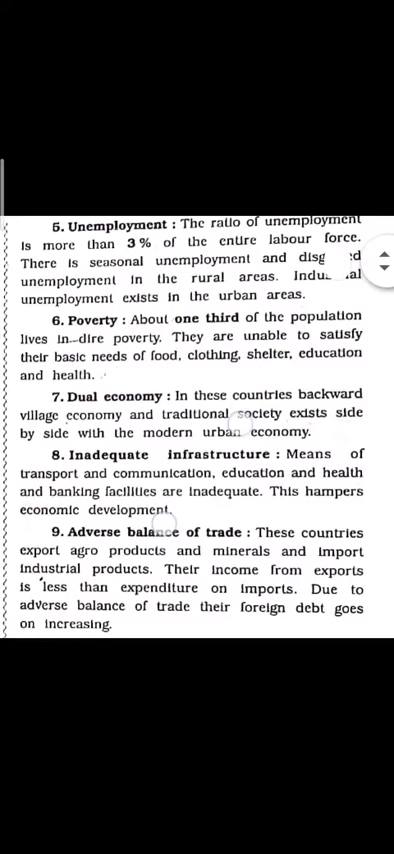 5. Unemployment : The ratio of unemployment
is more than 3 % of the entire labour force.
There is seasonal unemployment and
unemployment in the rural areas.
unemployment exists in the urban areas.
6. Poverty : About one third of the population
lives in dire poverty. They are unable to satisfy
their basic needs of food, clothing, shelter, education
and health.
7. Dual economy : In these countries backward
village economy and traditional society exists side
by side with the modern urban economy.
8. Inadequate infrastructure : Means of
transport and communication, education and health
and banking facilities are inadequate. This hampers
economic development.
9. Adverse balance of trade : These countries
export agro products and minerals and import
industrial products. Their income from exports
is less than expenditure on imports. Due to
adverse balance of trade their foreign debt goes
on increasing.